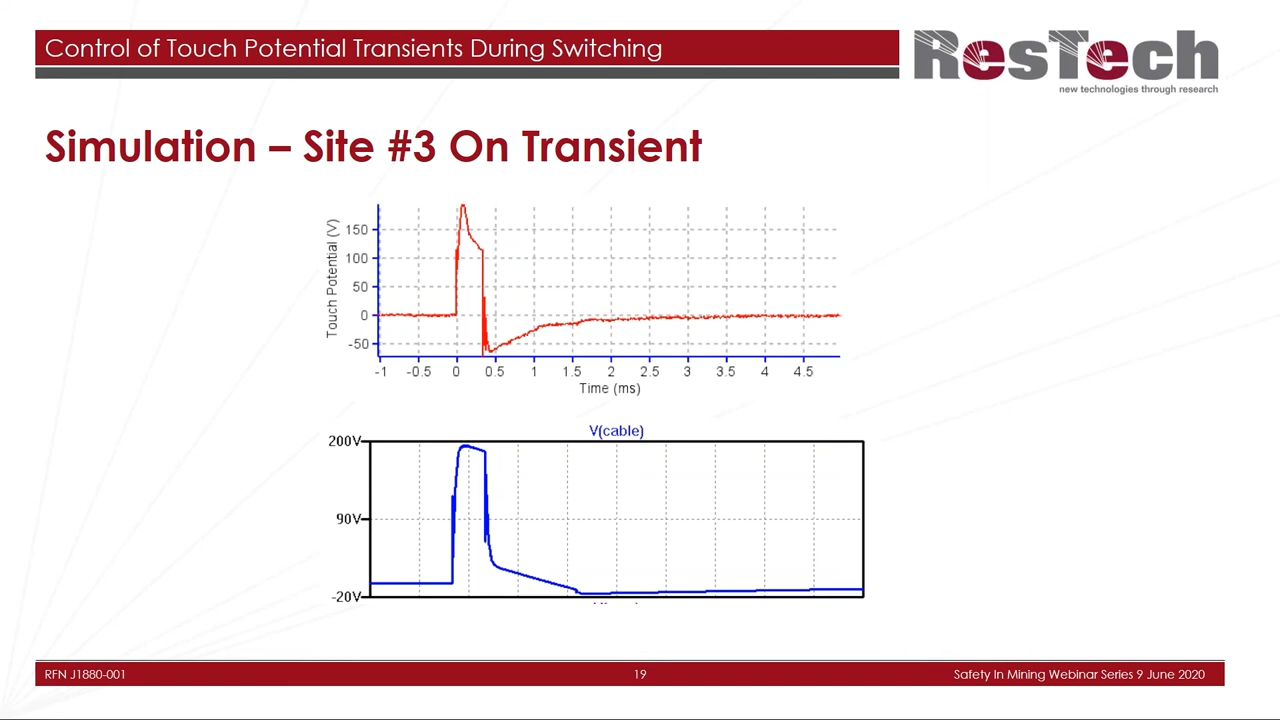 Control of Touch Potential Transients During Switching
ResTech
new technologies through research
Simulation – Site #3 On Transient
Touch Potential (V)
150
100
50
0
-50
-1 -0.5 0 0.5 1 1.5 2 2.5 3 3.5 4 4.5
Time (ms)
V(cable)
200V
90V
-20V
RFN J1880-001 19 Safety In Mining Webinar Series 9 June 2020